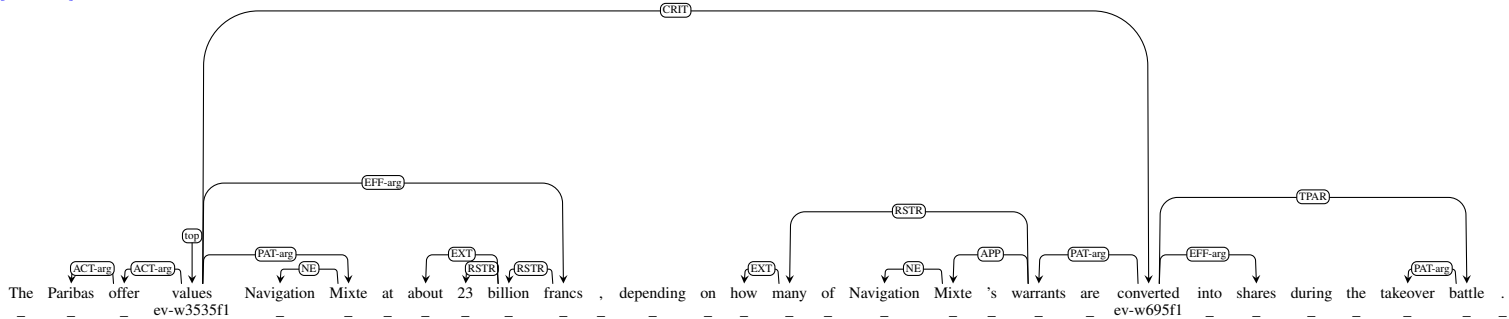 CRIT
EFF-arg
TPAR
RSTR
top
PAT-arg EXT APP PAT-arg EFF-arg
ACT-arg ACT-arg NE RSTR RSTR EXT NE PAT-arg
The Paribas offer values Navigation Mixte at about 23 billion francs , depending on how many of Navigation Mixte 's warrants are converted into shares during the takeover battle .
_ _ _ ev-w3535f1 _ _ _ _ _ _ _ _ _ _ _ _ _ _ _ _ _ _ ev-w695f1 _ _ _ _ _ _ _